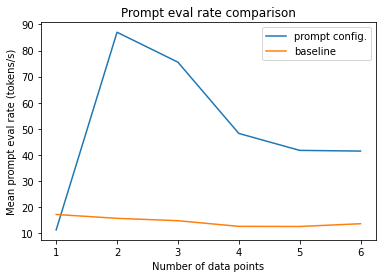 Prompt eval rate comparison
prompt config.
baseline
Mean prompt eval rate (tokens/s)
90
80
70
60
50
40
30
20
10
1 2 3 4 5 6
Number of data points